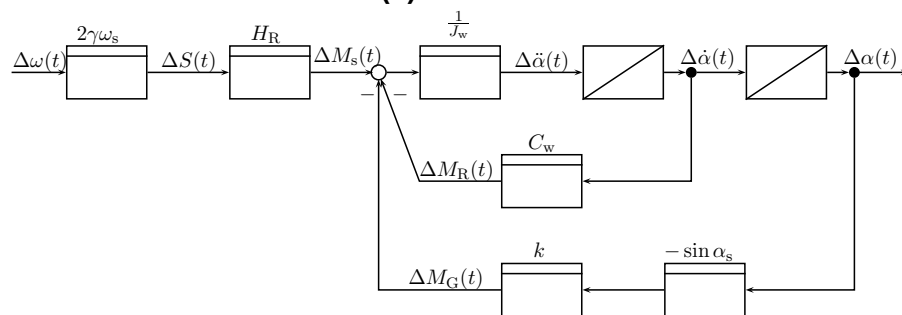 2γω_s
H_R
1/J_w
Δω(t)
ΔS(t)
ΔM_s(t)
Δα̈(t)
Δα̇(t)
Δα(t)
− −
C_w
ΔM_R(t)
k
− sin α_s
ΔM_G(t)